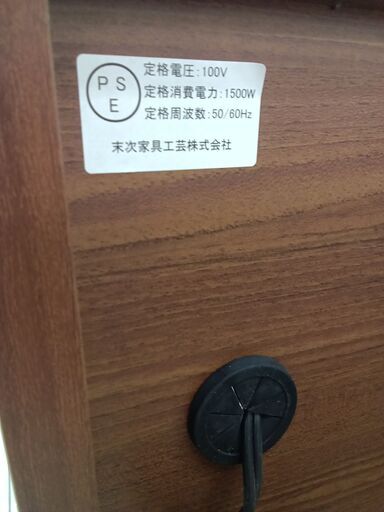 PS
E
定格電圧:100V
定格消費電力:1500W
定格周波数:50/60Hz
末次家具工芸株式会社